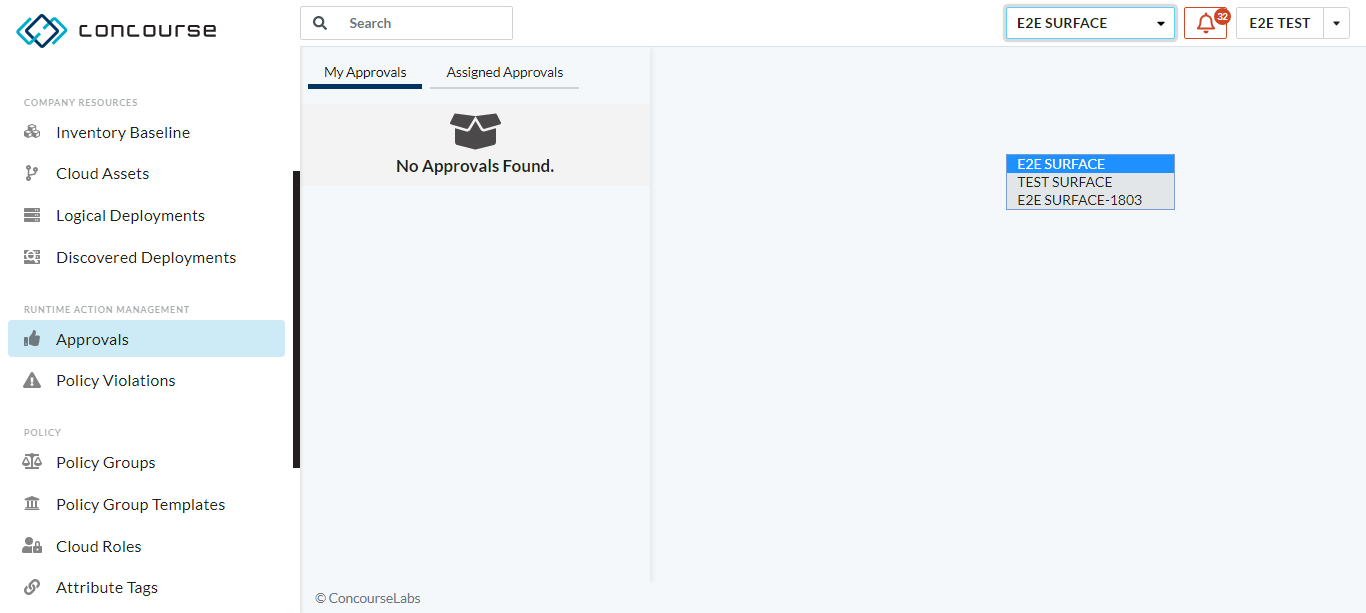 concourse
Search
E2E SURFACE
32
E2E TEST
COMPANY RESOURCES
Inventory Baseline
Cloud Assets
Logical Deployments
Discovered Deployments
RUNTIME ACTION MANAGEMENT
Approvals
Policy Violations
POLICY
Policy Groups
Policy Group Templates
Cloud Roles
Attribute Tags
My Approvals
Assigned Approvals
No Approvals Found.
E2E SURFACE
TEST SURFACE
E2E SURFACE-1803
© ConcourseLabs